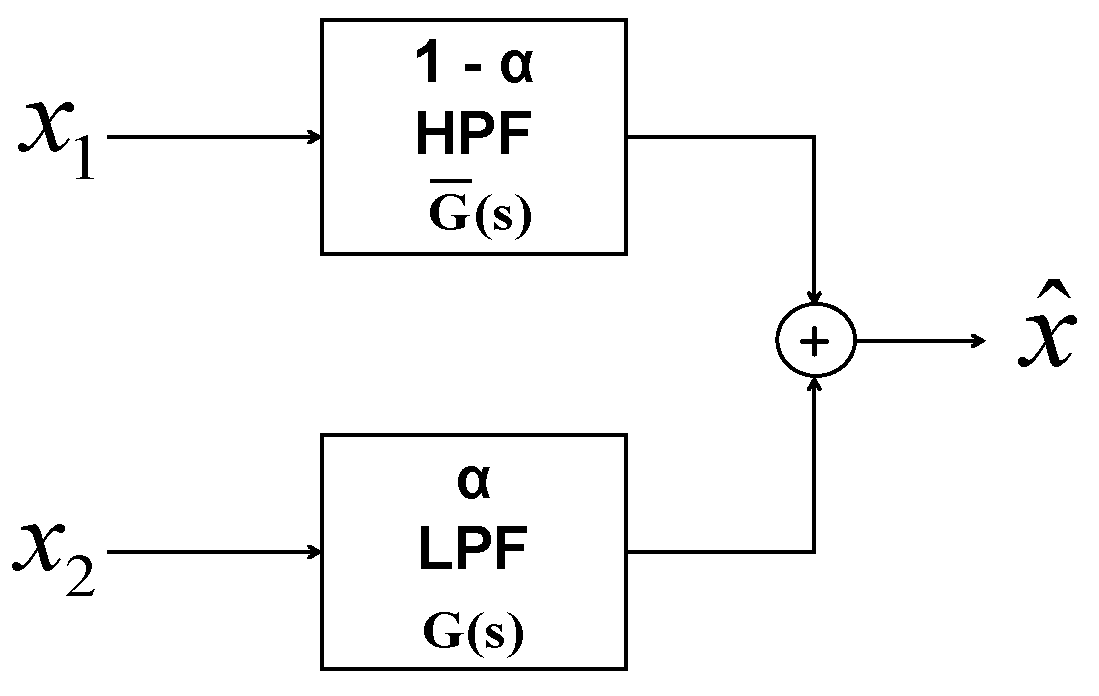 x₁
1 - α
HPF
G̅(s)
+
x̂
x₂
α
LPF
G(s)